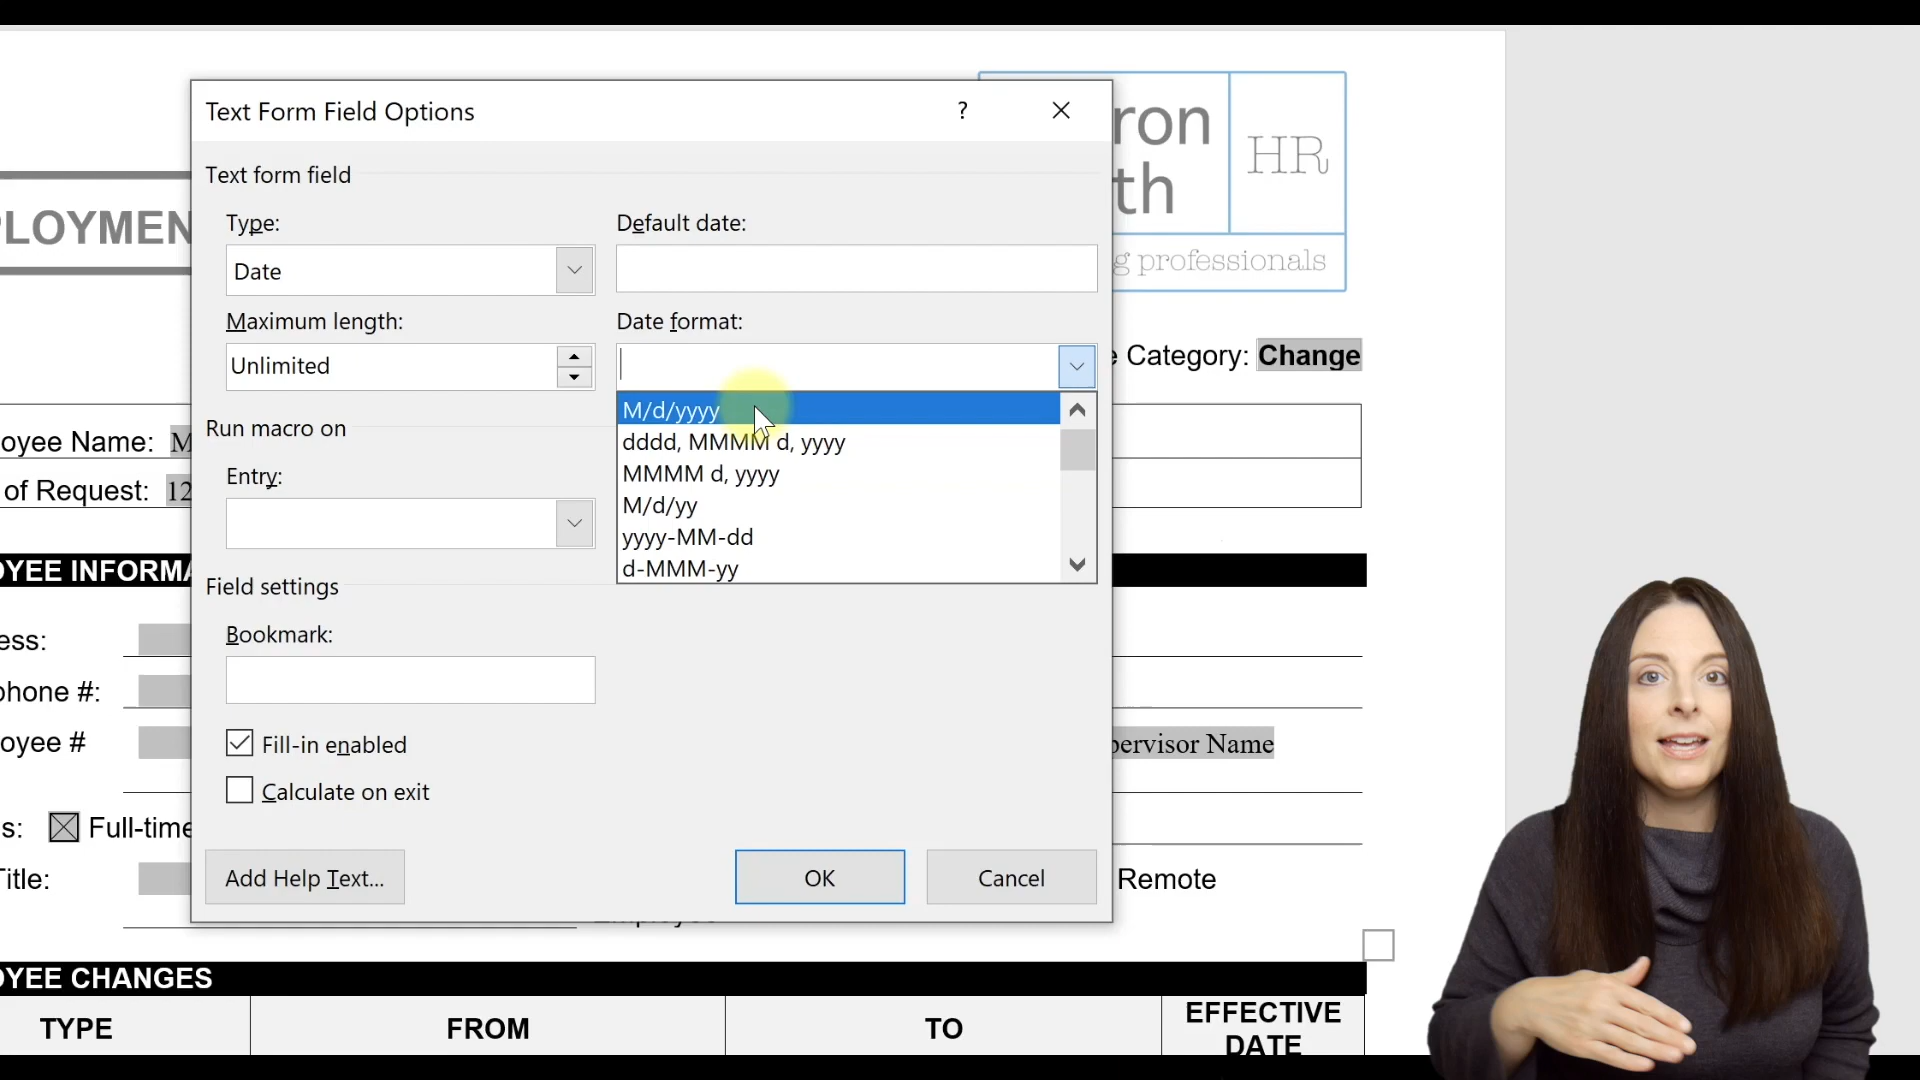 Text Form Field Options ?
Text form field
Type:
Default date:
Date
Maximum length:
Date format:
Unlimited
M/d/yyyy
dddd, MMMM d, yyyy
MMMM d, yyyy
M/d/yy
yyyy-MM-dd
d-MMM-yy
Run macro on
Entry:
Field settings
Bookmark:
Fill-in enabled
Calculate on exit
Add Help Text...
OK
Cancel
ron
th
HR
g professionals
PLOYMEN
e Category: Change
oyee Name: M
of Request: 12
OYEE INFORMA
ess:
phone #:
oyee #
pervisor Name
s: Full-time
Title:
Remote
OYEE CHANGES
TYPE
FROM
TO
EFFECTIVE
DATE